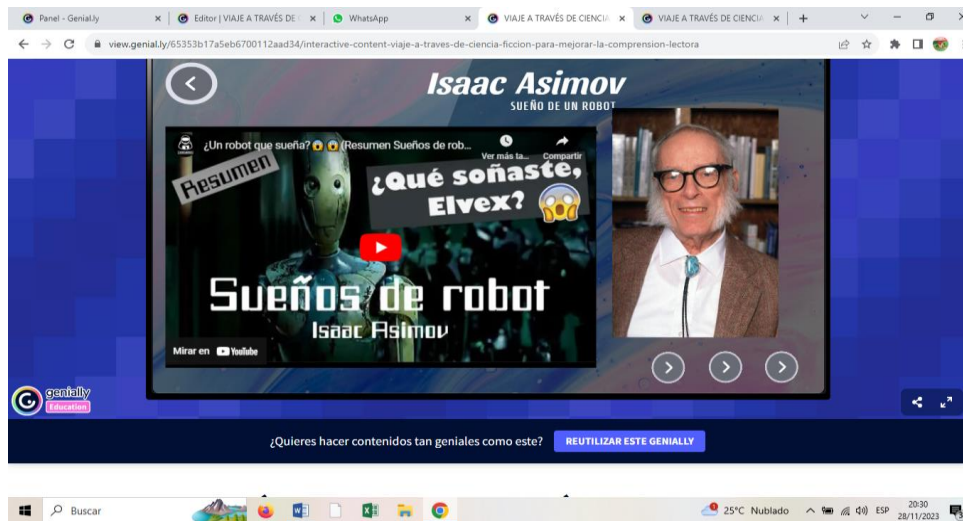 Panel - Genial.ly
Editor | VIAJE A TRAVÉS DE
WhatsApp
VIAJE A TRAVÉS DE CIENCIA
VIAJE A TRAVÉS DE CIENCIA
view.genial.ly/65353b17a5eb6700112aad34/interactive-content-viaje-a-traves-de-ciencia-ficcion-para-mejorar-la-comprension-lectora
Isaac Asimov
SUEÑO DE UN ROBOT
¿Un robot que sueña? (Resumen Sueños de rob...
Ver más ta...
Compartir
Resumen
¿Qué soñaste,
Elvex?
Sueños de robot
Isaac Asimov
Mirar en YouTube
genially
Education
¿Quieres hacer contenidos tan geniales como este?
REUTILIZAR ESTE GENIALLY
Buscar
25°C Nublado
ESP
20:30
28/11/2023